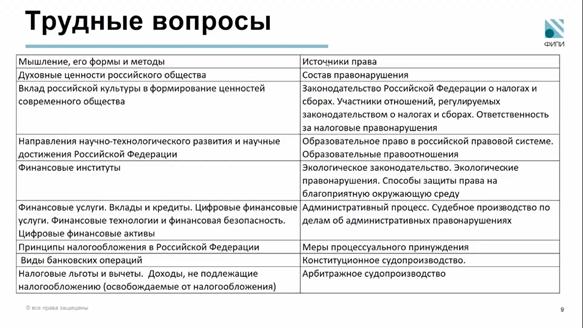 Трудные вопросы
ФИПИ
Мышление, его формы и методы
Источники права
Духовные ценности российского общества
Состав правонарушения
Вклад российской культуры в формирование ценностей
современного общества
Законодательство Российской Федерации о налогах и
сборах. Участники отношений, регулируемых
законодательством о налогах и сборах. Ответственность
за налоговые правонарушения
Направления научно-технологического развития и научные
достижения Российской Федерации
Образовательное право в российской правовой системе.
Образовательные правоотношения
Финансовые институты
Экологическое законодательство. Экологические
правонарушения. Способы защиты права на
благоприятную окружающую среду
Финансовые услуги. Вклады и кредиты. Цифровые финансовые
услуги. Финансовые технологии и финансовая безопасность.
Цифровые финансовые активы
Административный процесс. Судебное производство по
делам об административных правонарушениях
Принципы налогообложения в Российской Федерации
Меры процессуального принуждения
Виды банковских операций
Конституционное судопроизводство.
Налоговые льготы и вычеты. Доходы, не подлежащие
налогообложению (освобождаемые от налогообложения)
Арбитражное судопроизводство
© все права защищены
9